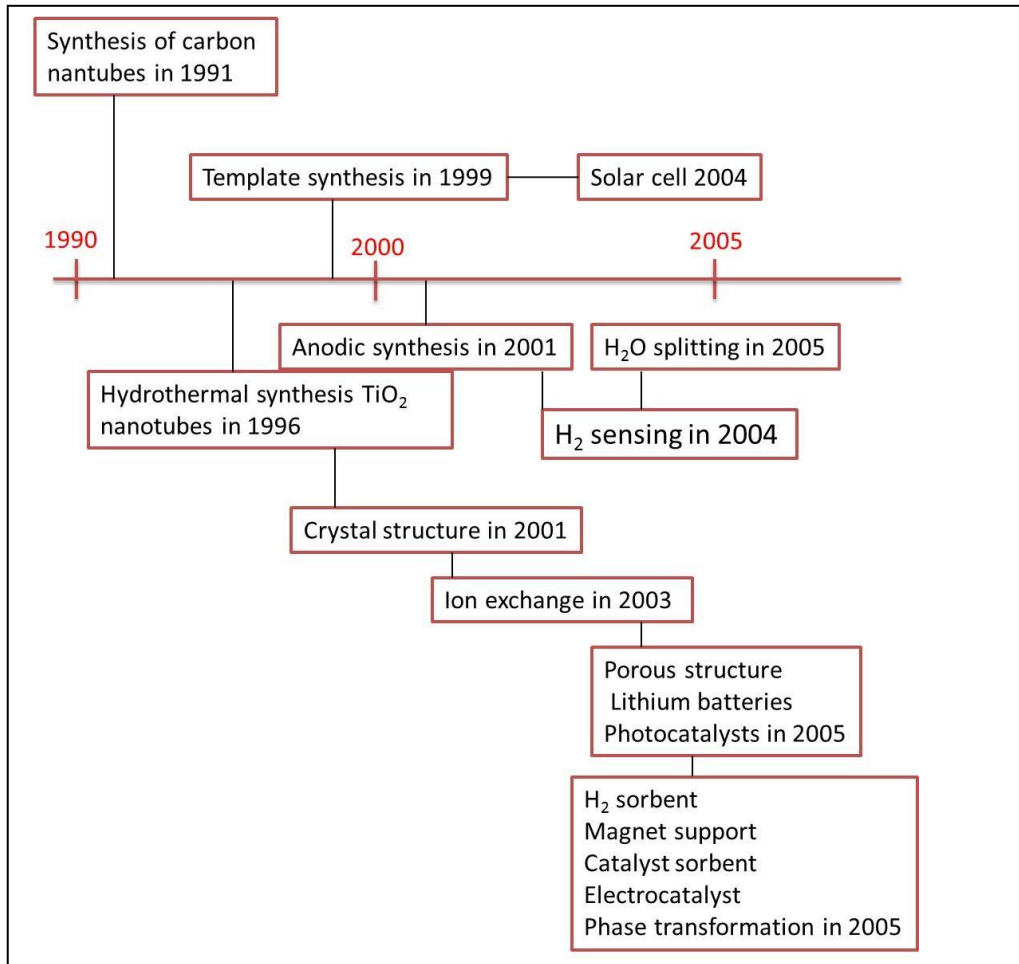 Synthesis of carbon
nantubes in 1991
Template synthesis in 1999
Solar cell 2004
1990
2000
2005
Anodic synthesis in 2001
H₂O splitting in 2005
Hydrothermal synthesis TiO₂
nanotubes in 1996
H₂ sensing in 2004
Crystal structure in 2001
Ion exchange in 2003
Porous structure
Lithium batteries
Photocatalysts in 2005
H₂ sorbent
Magnet support
Catalyst sorbent
Electrocatalyst
Phase transformation in 2005